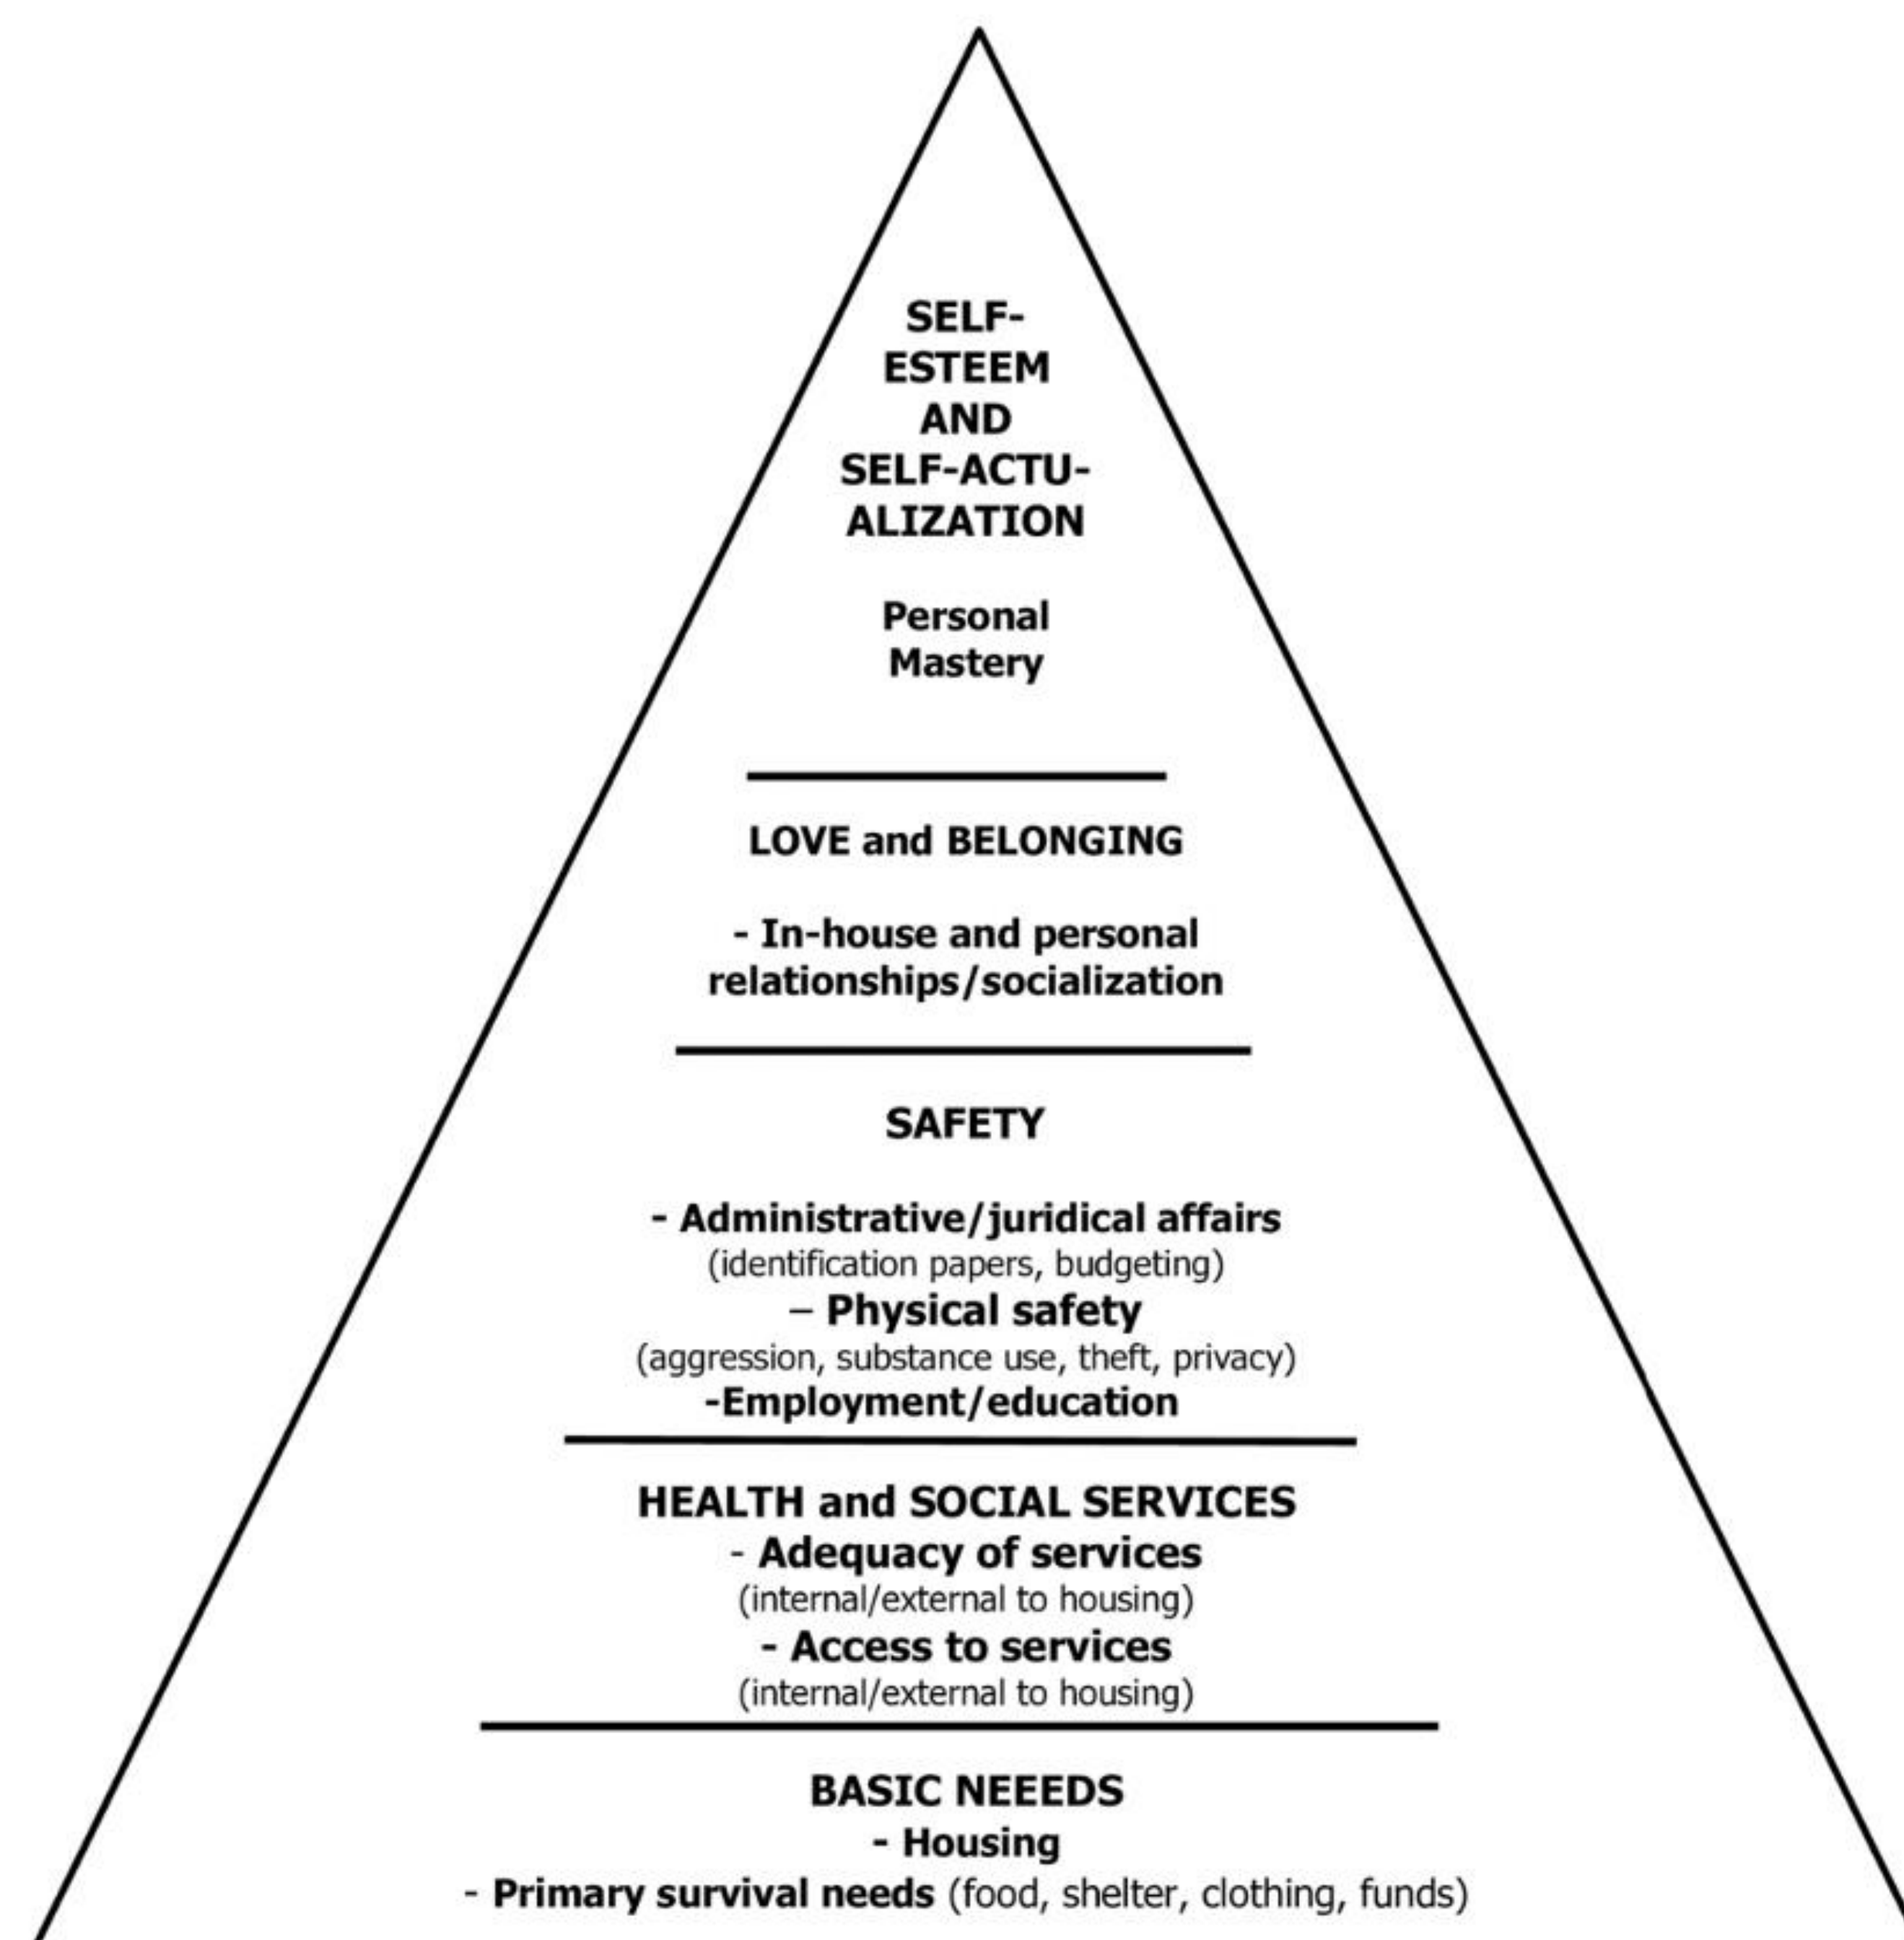 SELF-
ESTEEM
AND
SELF-ACTU-
ALIZATION
Personal
Mastery
LOVE and BELONGING
- In-house and personal
relationships/socialization
SAFETY
- Administrative/juridical affairs
(identification papers, budgeting)
– Physical safety
(aggression, substance use, theft, privacy)
-Employment/education
HEALTH and SOCIAL SERVICES
- Adequacy of services
(internal/external to housing)
- Access to services
(internal/external to housing)
BASIC NEEEDS
- Housing
- Primary survival needs (food, shelter, clothing, funds)